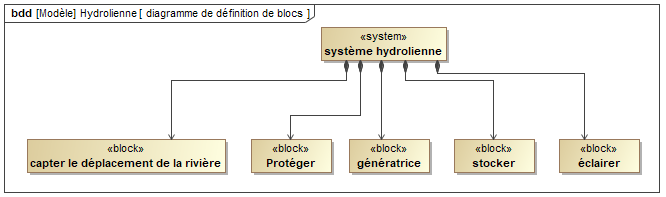 bdd [Modèle] Hydrolienne [ diagramme de définition de blocs ]
«system»
système hydrolienne
«block»
capter le déplacement de la rivière
«block»
Protéger
«block»
génératrice
«block»
stocker
«block»
éclairer